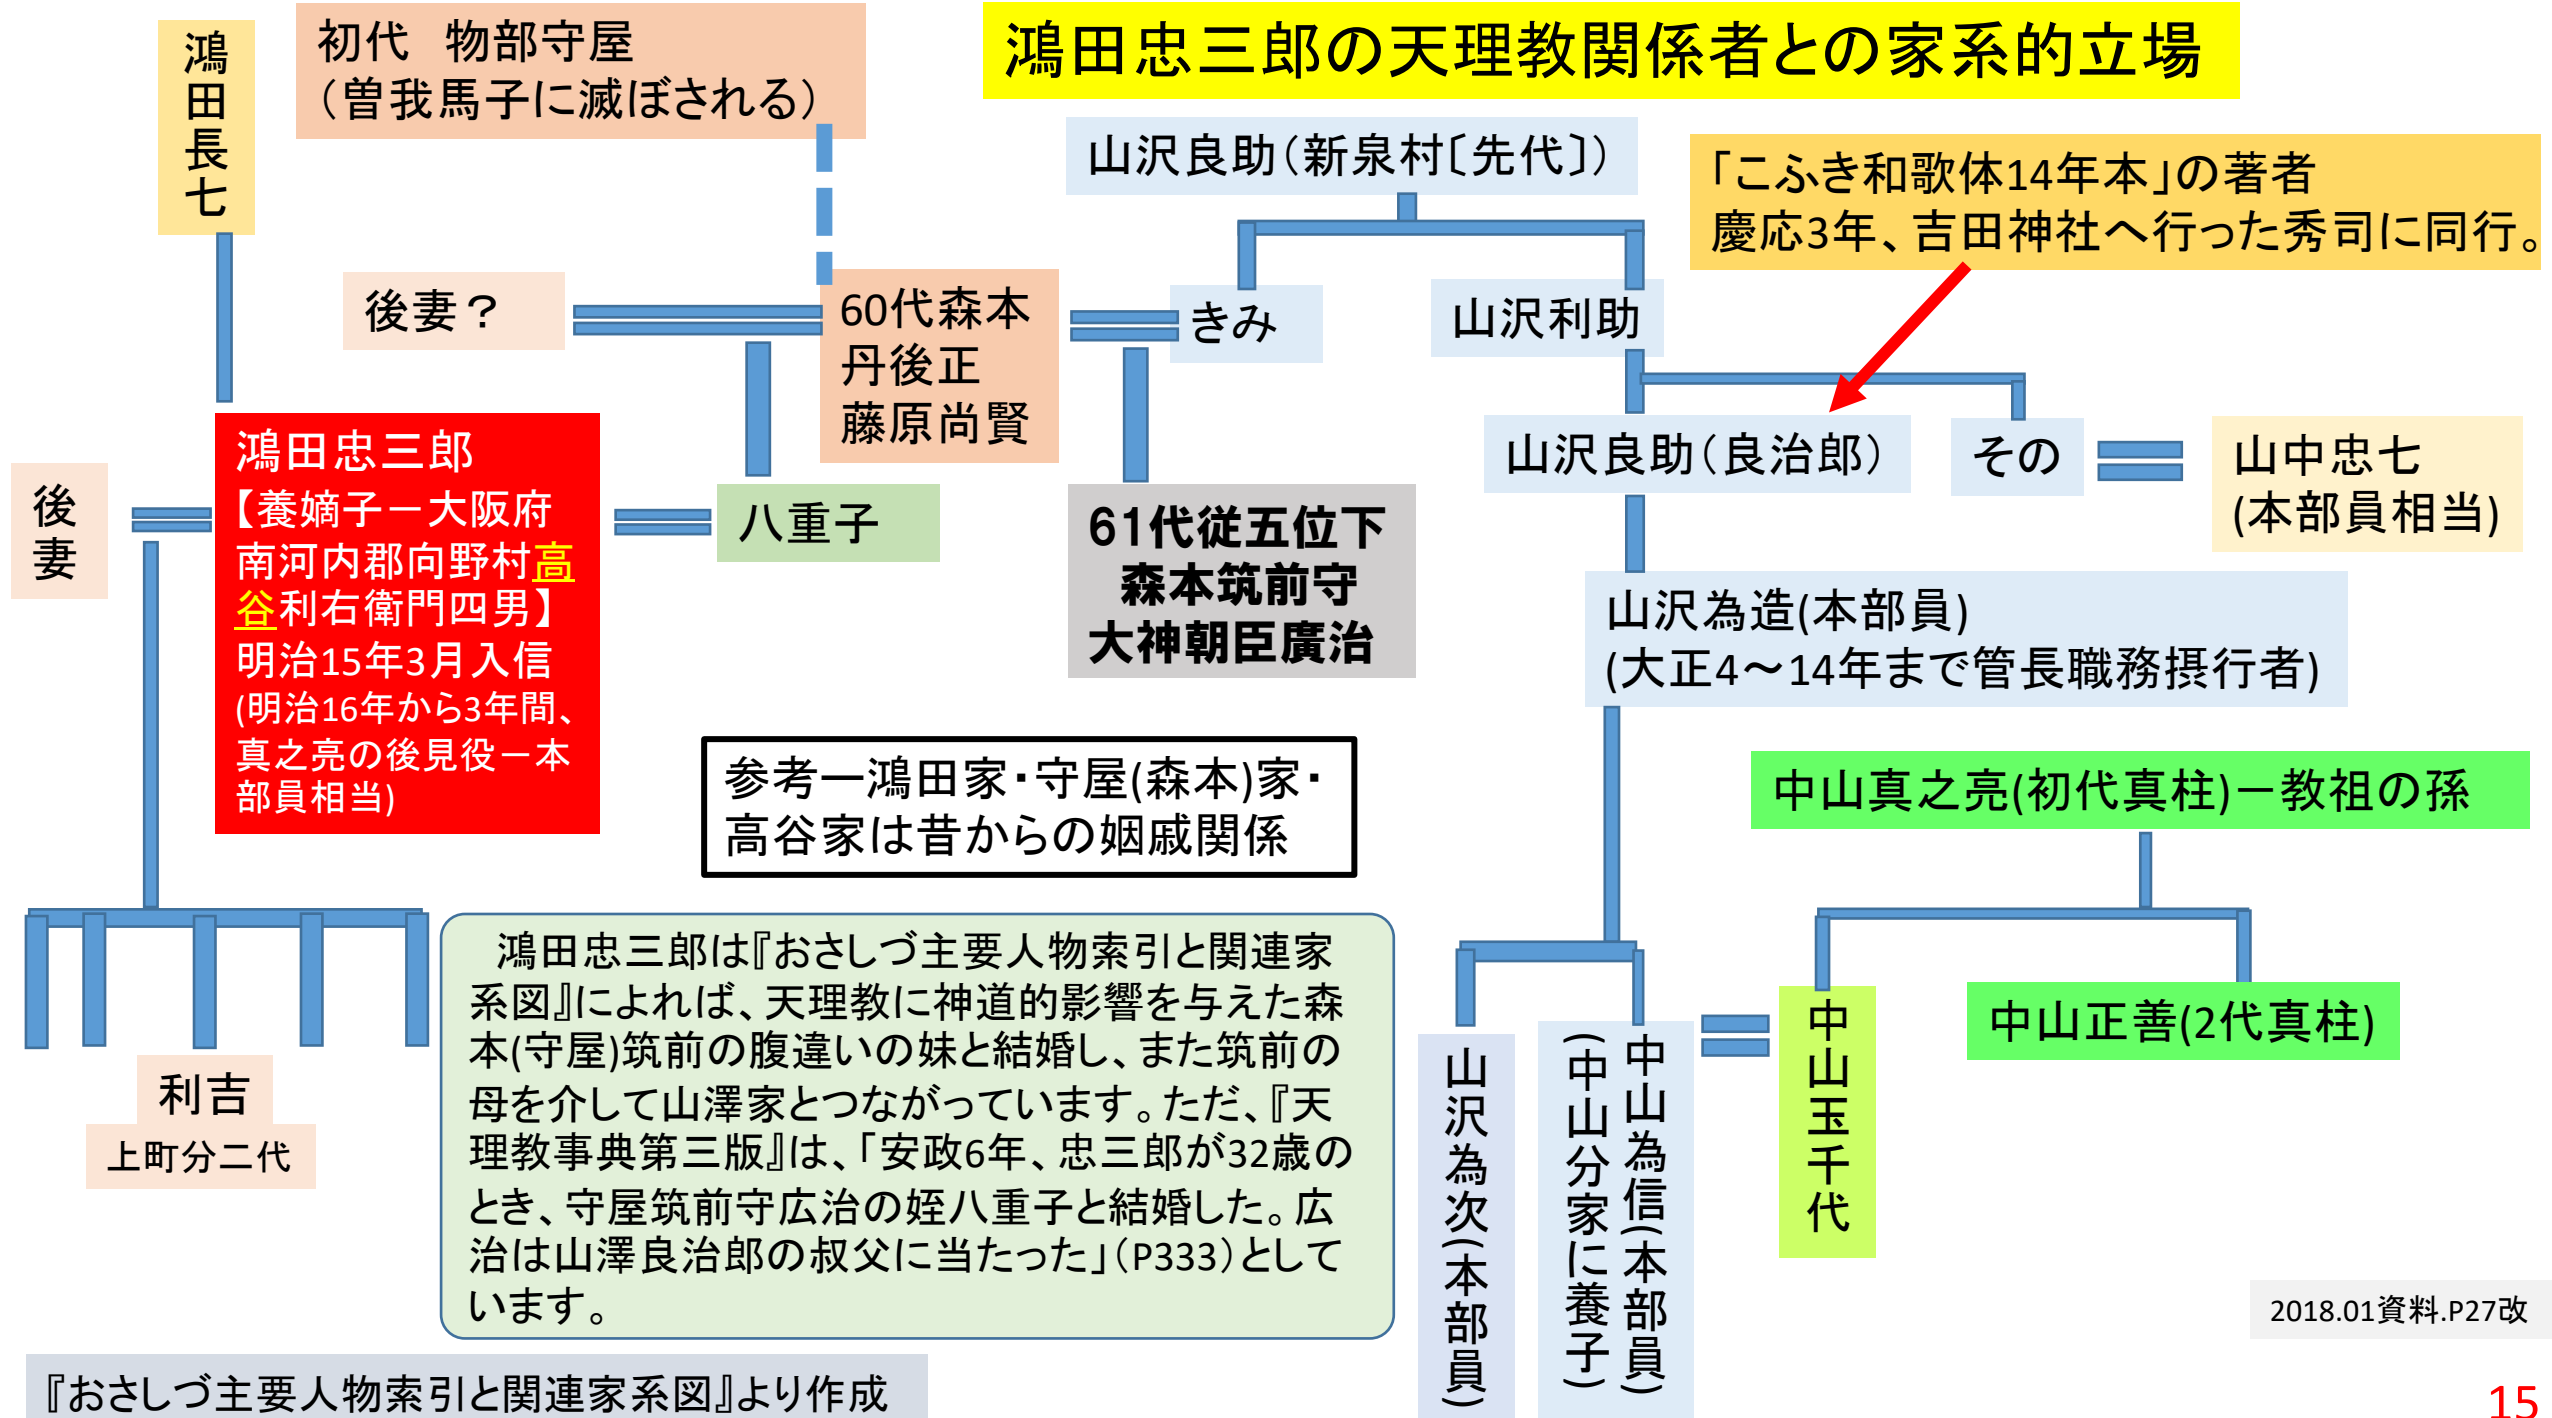 鴻田忠三郎の天理教関係者との家系的立場
鴻田長七
初代　物部守屋
（曽我馬子に滅ぼされる）
山沢良助（新泉村〔先代〕）
「こふき和歌体14年本」の著者
慶応3年、吉田神社へ行った秀司に同行。
後妻？
60代森本
丹後正
藤原尚賢
きみ
山沢利助
後妻
鴻田忠三郎
【養嫡子－大阪府
南河内郡向野村高
谷利右衛門四男】
明治15年3月入信
(明治16年から3年間、
真之亮の後見役－本
部員相当)
八重子
61代従五位下
森本筑前守
大神朝臣廣治
山沢良助（良治郎）
その
山中忠七
(本部員相当)
山沢為造(本部員)
(大正4～14年まで管長職務摂行者)
参考―鴻田家・守屋(森本)家・
高谷家は昔からの姻戚関係
中山真之亮(初代真柱)－教祖の孫
利吉
上町分二代
鴻田忠三郎は『おさしづ主要人物索引と関連家
系図』によれば、天理教に神道的影響を与えた森
本(守屋)筑前の腹違いの妹と結婚し、また筑前の
母を介して山澤家とつながっています。ただ、『天
理教事典第三版』は、「安政6年、忠三郎が32歳の
とき、守屋筑前守広治の姪八重子と結婚した。広
治は山澤良治郎の叔父に当たった」（P333）として
います。
山沢為次(本部員)
中山為信(本部員)
(中山分家に養子)
中山玉千代
中山正善(2代真柱)
2018.01資料.P27改
『おさしづ主要人物索引と関連家系図』より作成
15